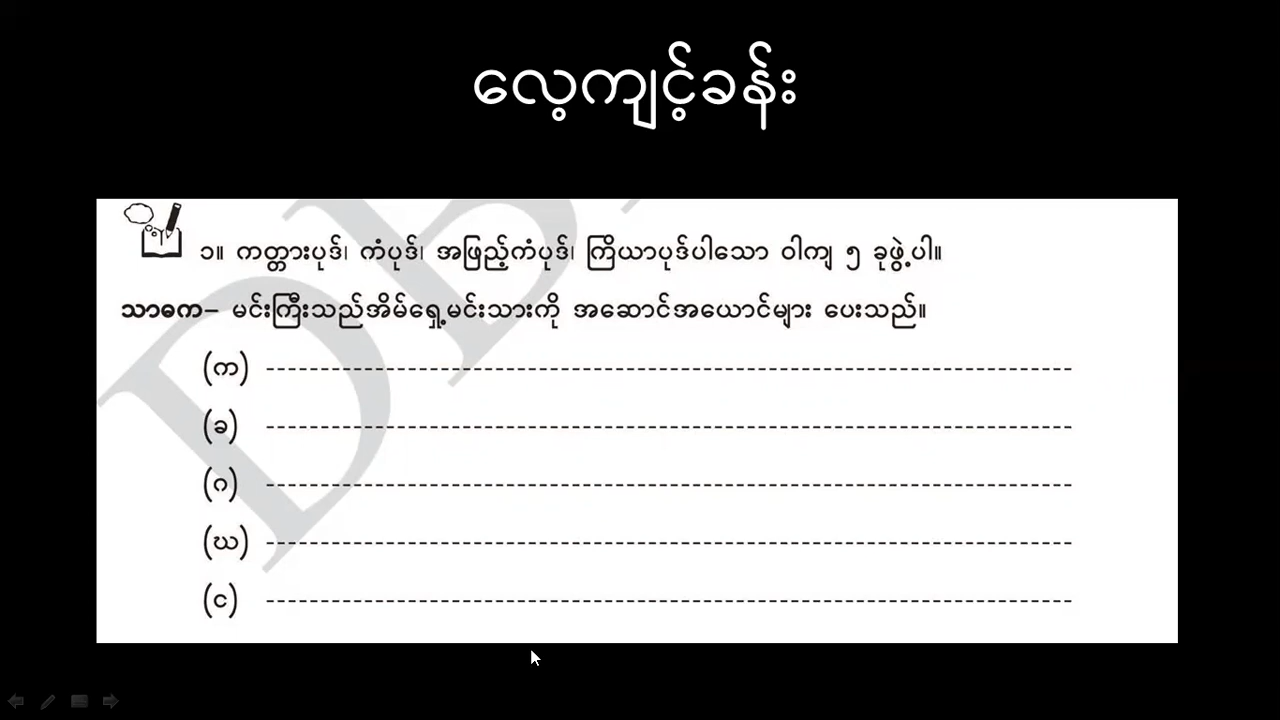 လေ့ကျင့်ခန်း
၁။ ကတ္တားပုဒ်၊ ကံပုဒ်၊ အဖြည့်ကံပုဒ်၊ ကြိယာပုဒ်ပါသော ဝါကျ ၅ ခုဖွဲ့ပါ။
သာဓက– မင်းကြီးသည်အိမ်ရှေ့မင်းသားကို အဆောင်အယောင်များ ပေးသည်။
(က) ---------------------------------------------------------------------------
(ခ) ---------------------------------------------------------------------------
(ဂ) ---------------------------------------------------------------------------
(ဃ) ---------------------------------------------------------------------------
(င) ---------------------------------------------------------------------------